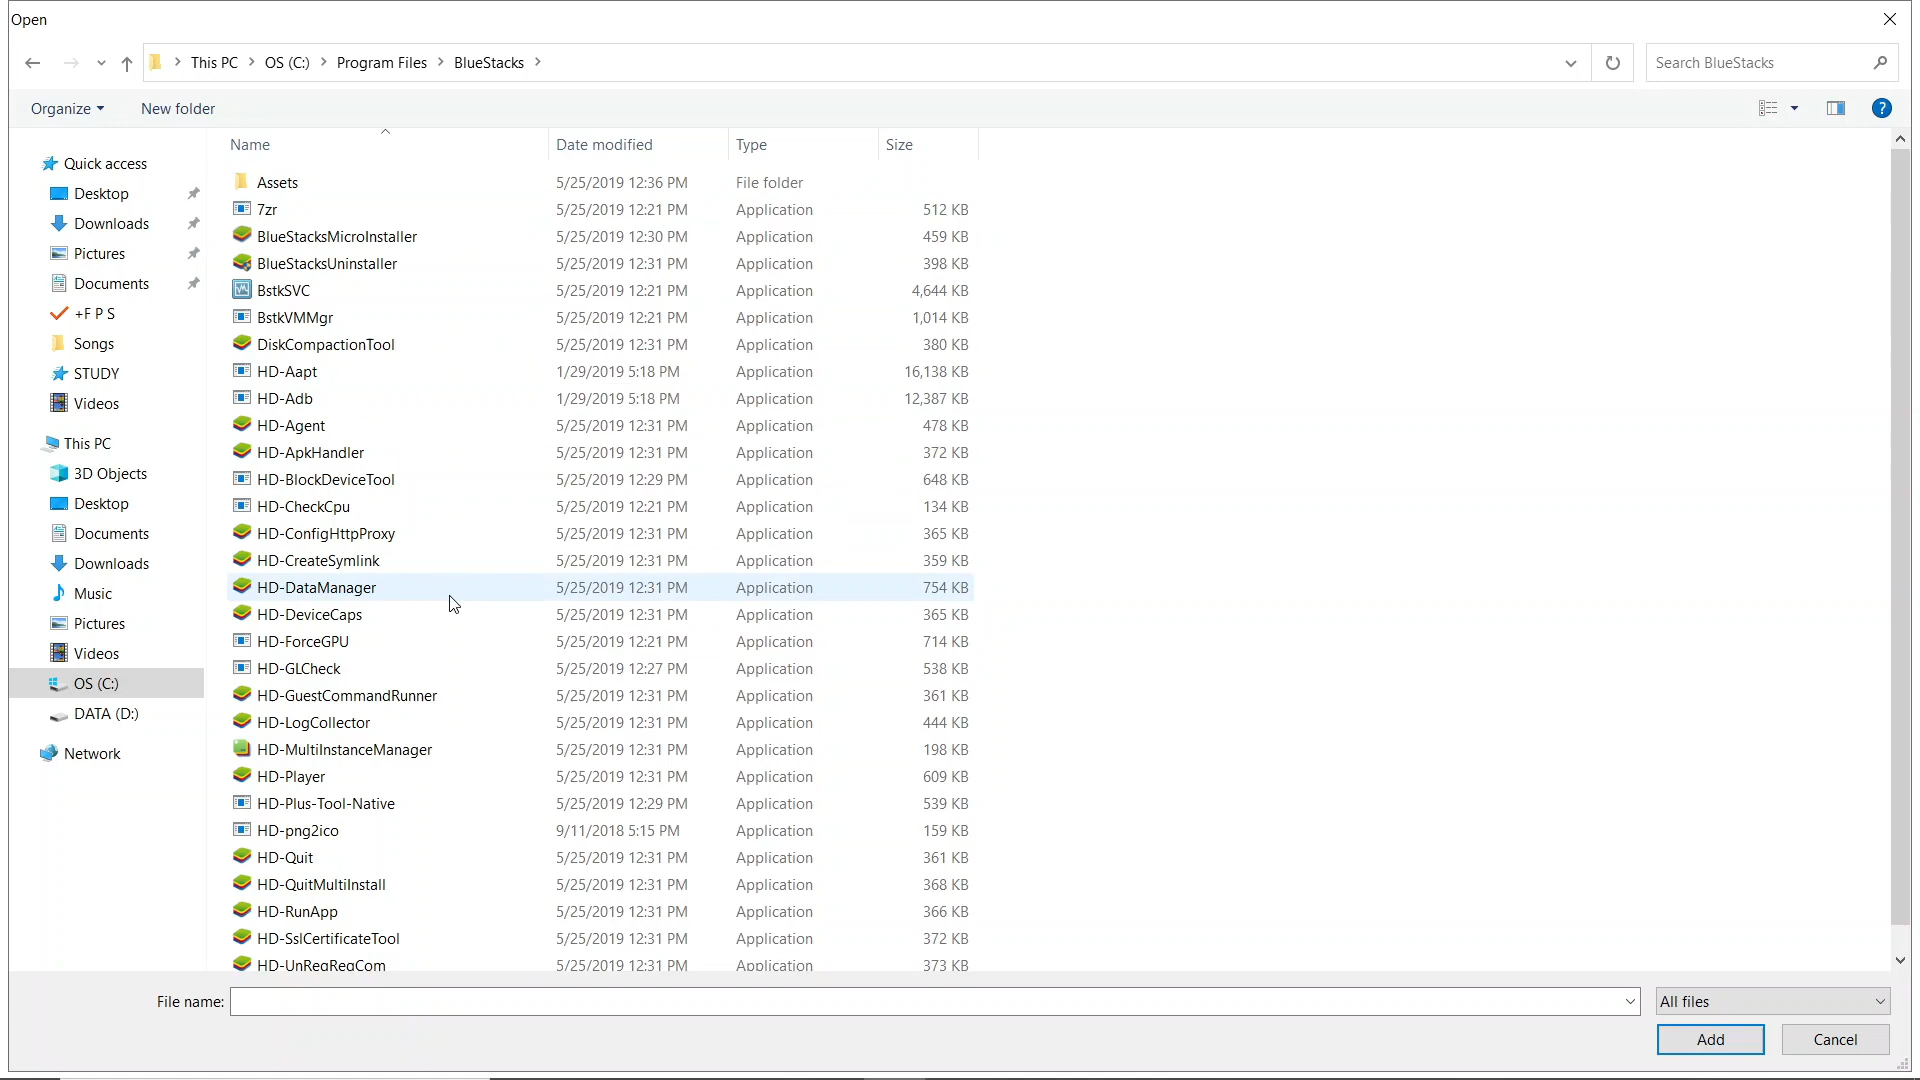 Open
This PC OS (C:) Program Files BlueStacks
Search BlueStacks
Organize New folder
?
Name Date modified Type Size
Quick access
Desktop
Downloads
Pictures
Documents
+F P S
Songs
STUDY
Videos
This PC
3D Objects
Desktop
Documents
Downloads
Music
Pictures
Videos
OS (C:)
DATA (D:)
Network
Assets 5/25/2019 12:36 PM File folder
7zr 5/25/2019 12:21 PM Application 512 KB
BlueStacksMicroInstaller 5/25/2019 12:30 PM Application 459 KB
BlueStacksUninstaller 5/25/2019 12:31 PM Application 398 KB
BstkSVC 5/25/2019 12:21 PM Application 4,644 KB
BstkVMMgr 5/25/2019 12:21 PM Application 1,014 KB
DiskCompactionTool 5/25/2019 12:31 PM Application 380 KB
HD-Aapt 1/29/2019 5:18 PM Application 16,138 KB
HD-Adb 1/29/2019 5:18 PM Application 12,387 KB
HD-Agent 5/25/2019 12:31 PM Application 478 KB
HD-ApkHandler 5/25/2019 12:31 PM Application 372 KB
HD-BlockDeviceTool 5/25/2019 12:29 PM Application 648 KB
HD-CheckCpu 5/25/2019 12:21 PM Application 134 KB
HD-ConfigHttpProxy 5/25/2019 12:31 PM Application 365 KB
HD-CreateSymlink 5/25/2019 12:31 PM Application 359 KB
HD-DataManager 5/25/2019 12:31 PM Application 754 KB
HD-DeviceCaps 5/25/2019 12:31 PM Application 365 KB
HD-ForceGPU 5/25/2019 12:21 PM Application 714 KB
HD-GLCheck 5/25/2019 12:27 PM Application 538 KB
HD-GuestCommandRunner 5/25/2019 12:31 PM Application 361 KB
HD-LogCollector 5/25/2019 12:31 PM Application 444 KB
HD-MultiInstanceManager 5/25/2019 12:31 PM Application 198 KB
HD-Player 5/25/2019 12:31 PM Application 609 KB
HD-Plus-Tool-Native 5/25/2019 12:29 PM Application 539 KB
HD-png2ico 9/11/2018 5:15 PM Application 159 KB
HD-Quit 5/25/2019 12:31 PM Application 361 KB
HD-QuitMultiInstall 5/25/2019 12:31 PM Application 368 KB
HD-RunApp 5/25/2019 12:31 PM Application 366 KB
HD-SslCertificateTool 5/25/2019 12:31 PM Application 372 KB
HD-UnRegRegCom 5/25/2019 12:31 PM Application 373 KB
File name:
All files
Add Cancel